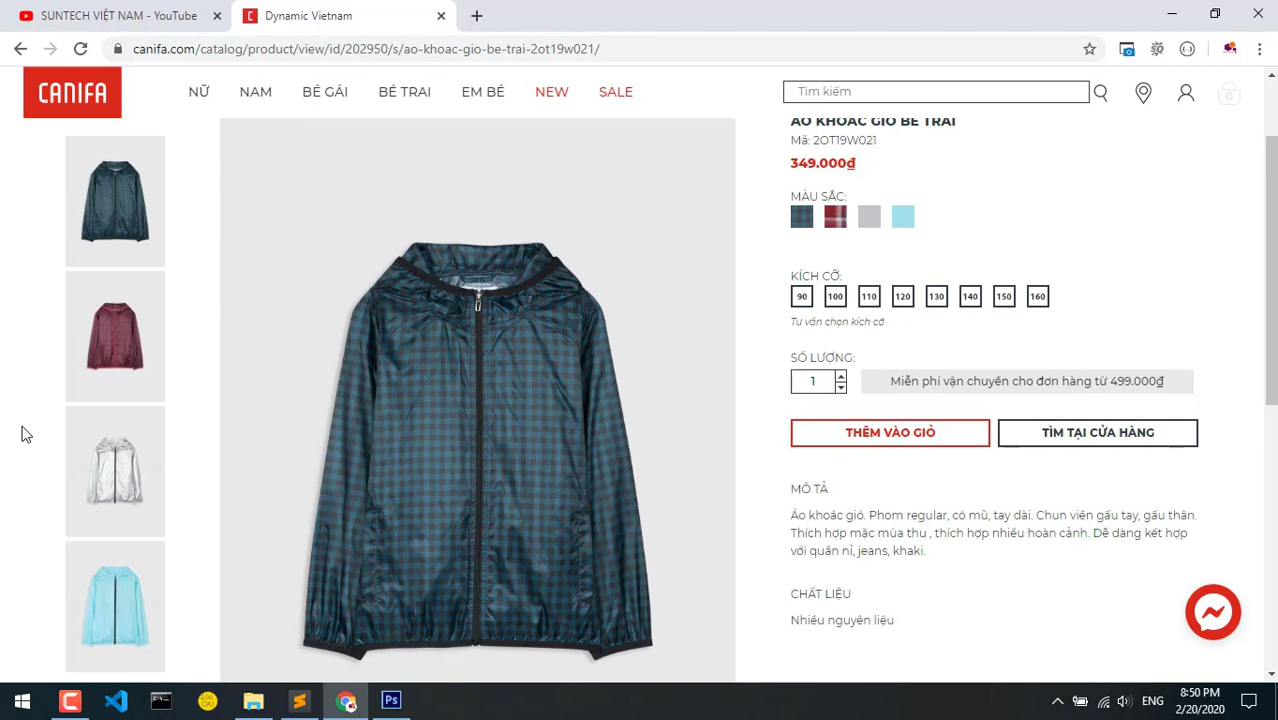 SUNTECH VIỆT NAM - YouTube
Dynamic Vietnam
canifa.com/catalog/product/view/id/202950/s/ao-khoac-gio-be-trai-2ot19w021/
CANIFA
NỮ
NAM
BÉ GÁI
BÉ TRAI
EM BÉ
NEW
SALE
Tìm kiếm
0
ÁO KHOÁC GIÓ BÉ TRAI
Mã: 2OT19W021
349.000₫
MÀU SẮC:
KÍCH CỠ:
90 100 110 120 130 140 150 160
Tư vấn chọn kích cỡ
SỐ LƯỢNG:
1
Miễn phí vận chuyển cho đơn hàng từ 499.000₫
THÊM VÀO GIỎ
TÌM TẠI CỬA HÀNG
MÔ TẢ
Áo khoác gió. Phom regular, có mũ, tay dài. Chun viền gấu tay, gấu thân.
Thích hợp mặc mùa thu , thích hợp nhiều hoàn cảnh. Dễ dàng kết hợp
với quần nỉ, jeans, khaki.
CHẤT LIỆU
Nhiều nguyên liệu
Ps
ENG
8:50 PM
2/20/2020